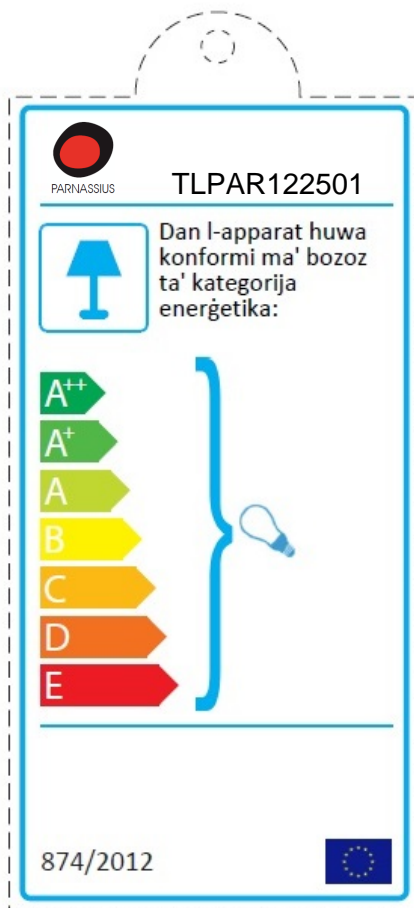 PARNASSIUS
TLPAR122501
Dan l-apparat huwa
konformi ma' bozoz
ta' kategorija
enerġetika:
A++
A+
A
B
C
D
E
874/2012